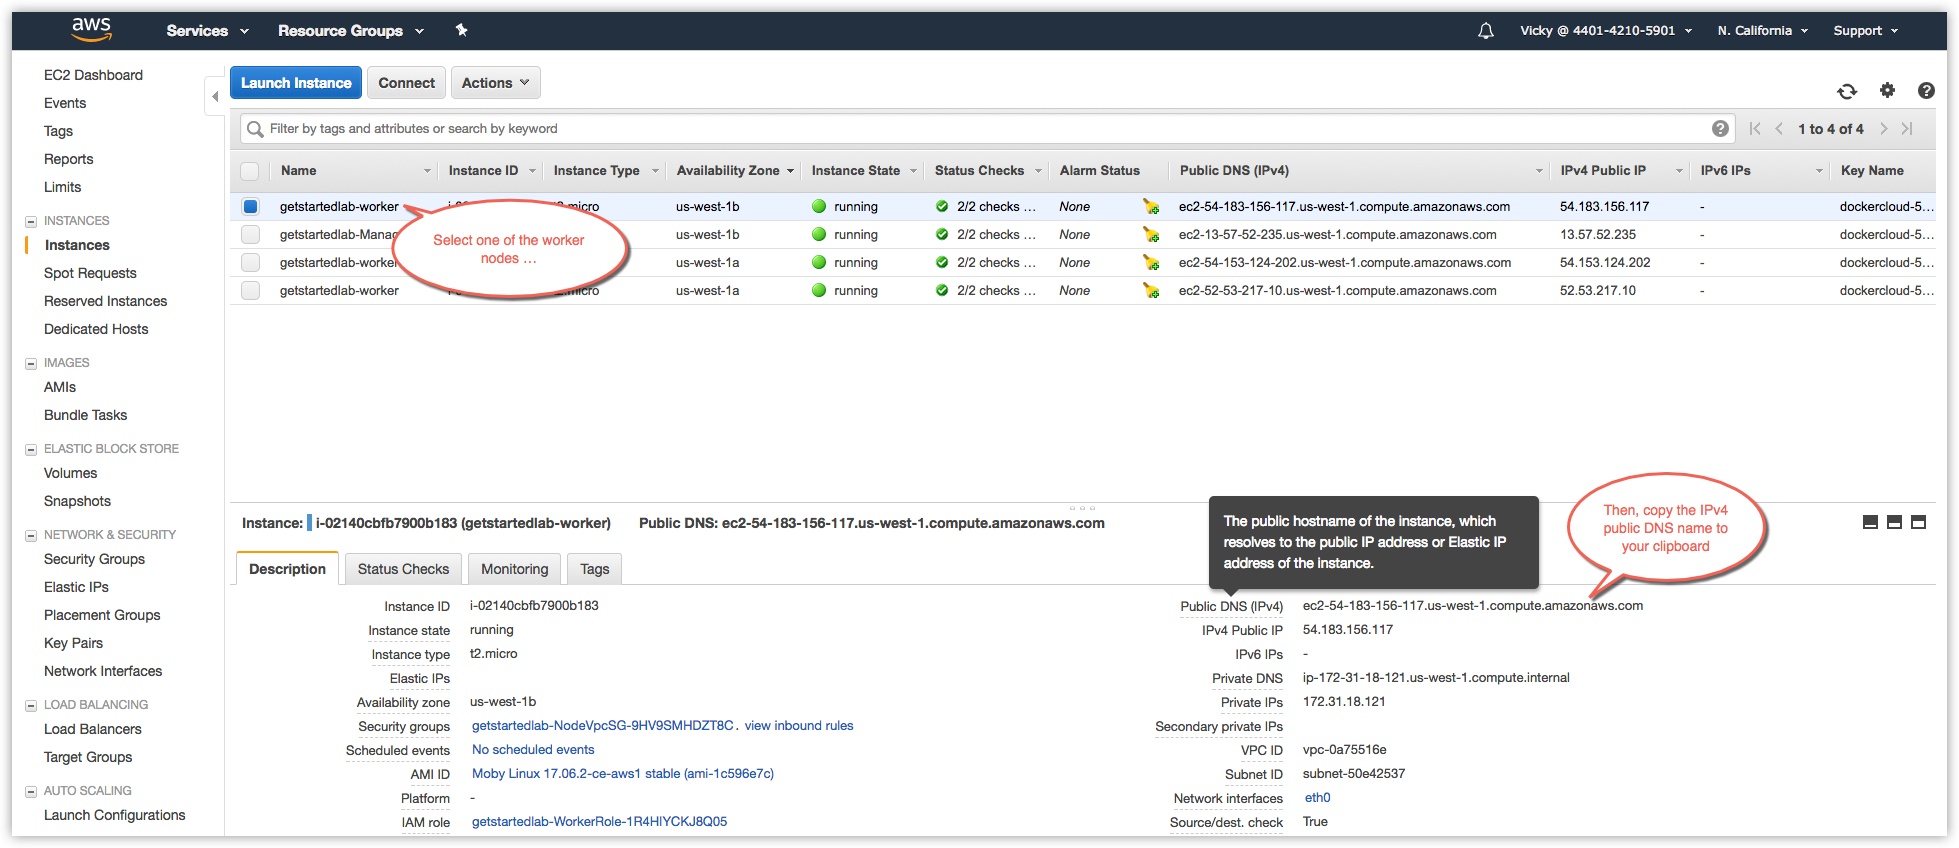 aws Services Resource Groups Vicky @ 4401-4210-5901 N. California Support
EC2 Dashboard
Events
Tags
Reports
Limits
INSTANCES
Instances
Spot Requests
Reserved Instances
Dedicated Hosts
IMAGES
AMIs
Bundle Tasks
ELASTIC BLOCK STORE
Volumes
Snapshots
NETWORK & SECURITY
Security Groups
Elastic IPs
Placement Groups
Key Pairs
Network Interfaces
LOAD BALANCING
Load Balancers
Target Groups
AUTO SCALING
Launch Configurations
Launch Instance Connect Actions
Filter by tags and attributes or search by keyword 1 to 4 of 4
Name Instance ID Instance Type Availability Zone Instance State Status Checks Alarm Status Public DNS (IPv4) IPv4 Public IP IPv6 IPs Key Name
getstartedlab-worker us-west-1b running 2/2 checks ... None ec2-54-183-156-117.us-west-1.compute.amazonaws.com 54.183.156.117 - dockercloud-5...
getstartedlab-Manag us-west-1b running 2/2 checks ... None ec2-13-57-52-235.us-west-1.compute.amazonaws.com 13.57.52.235 - dockercloud-5...
getstartedlab-worker us-west-1a running 2/2 checks ... None ec2-54-153-124-202.us-west-1.compute.amazonaws.com 54.153.124.202 - dockercloud-5...
getstartedlab-worker us-west-1a running 2/2 checks ... None ec2-52-53-217-10.us-west-1.compute.amazonaws.com 52.53.217.10 - dockercloud-5...
Select one of the worker
nodes ...
Instance: i-02140cbfb7900b183 (getstartedlab-worker) Public DNS: ec2-54-183-156-117.us-west-1.compute.amazonaws.com
The public hostname of the instance, which
resolves to the public IP address or Elastic IP
address of the instance.
Then, copy the IPv4
public DNS name to
your clipboard
Description Status Checks Monitoring Tags
Instance ID i-02140cbfb7900b183
Instance state running
Instance type t2.micro
Elastic IPs
Availability zone us-west-1b
Security groups getstartedlab-NodeVpcSG-9HV9SMHDZT8C. view inbound rules
Scheduled events No scheduled events
AMI ID Moby Linux 17.06.2-ce-aws1 stable (ami-1c596e7c)
Platform -
IAM role getstartedlab-WorkerRole-1R4HIYCKJ8Q05
Public DNS (IPv4) ec2-54-183-156-117.us-west-1.compute.amazonaws.com
IPv4 Public IP 54.183.156.117
IPv6 IPs -
Private DNS ip-172-31-18-121.us-west-1.compute.internal
Private IPs 172.31.18.121
Secondary private IPs
VPC ID vpc-0a75516e
Subnet ID subnet-50e42537
Network interfaces eth0
Source/dest. check True